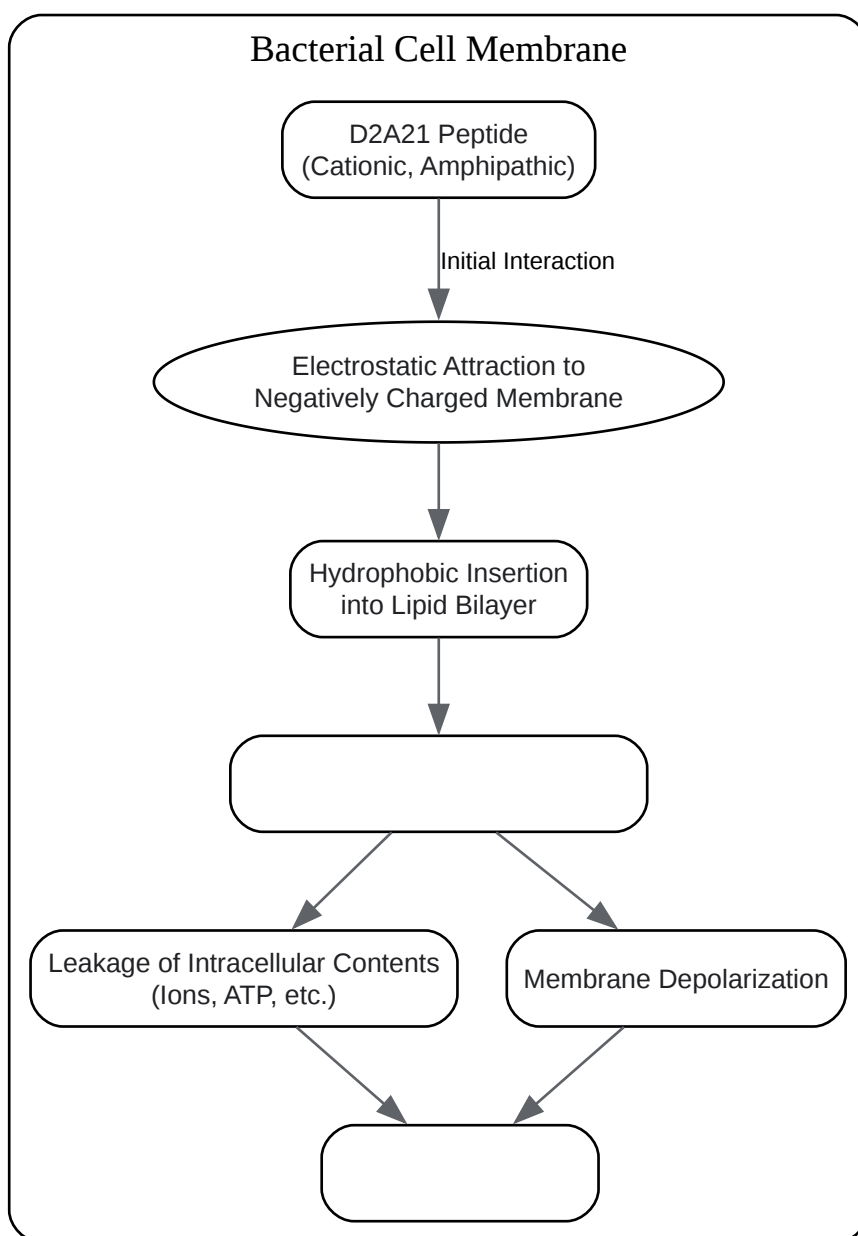 Bacterial Cell Membrane
D2A21 Peptide
(Cationic, Amphipathic)
Initial Interaction
Electrostatic Attraction to
Negatively Charged Membrane
Hydrophobic Insertion
into Lipid Bilayer
Leakage of Intracellular Contents
(Ions, ATP, etc.)
Membrane Depolarization